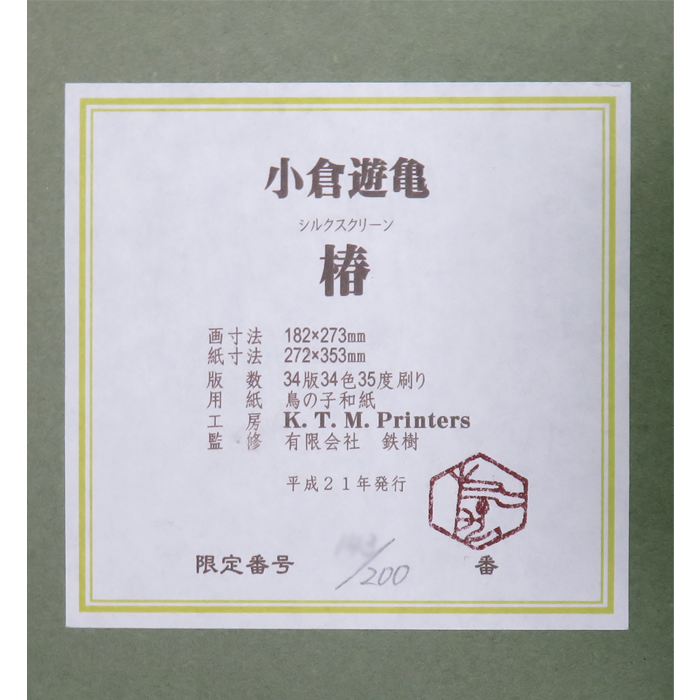 小倉遊亀
シルクスクリーン
椿
画寸法 182×273mm
紙寸法 272×353mm
版数 34版34色35度刷り
用紙 鳥の子和紙
工房 K. T. M. Printers
監修 有限会社 鉄樹
平成21年発行
限定番号 /200 番